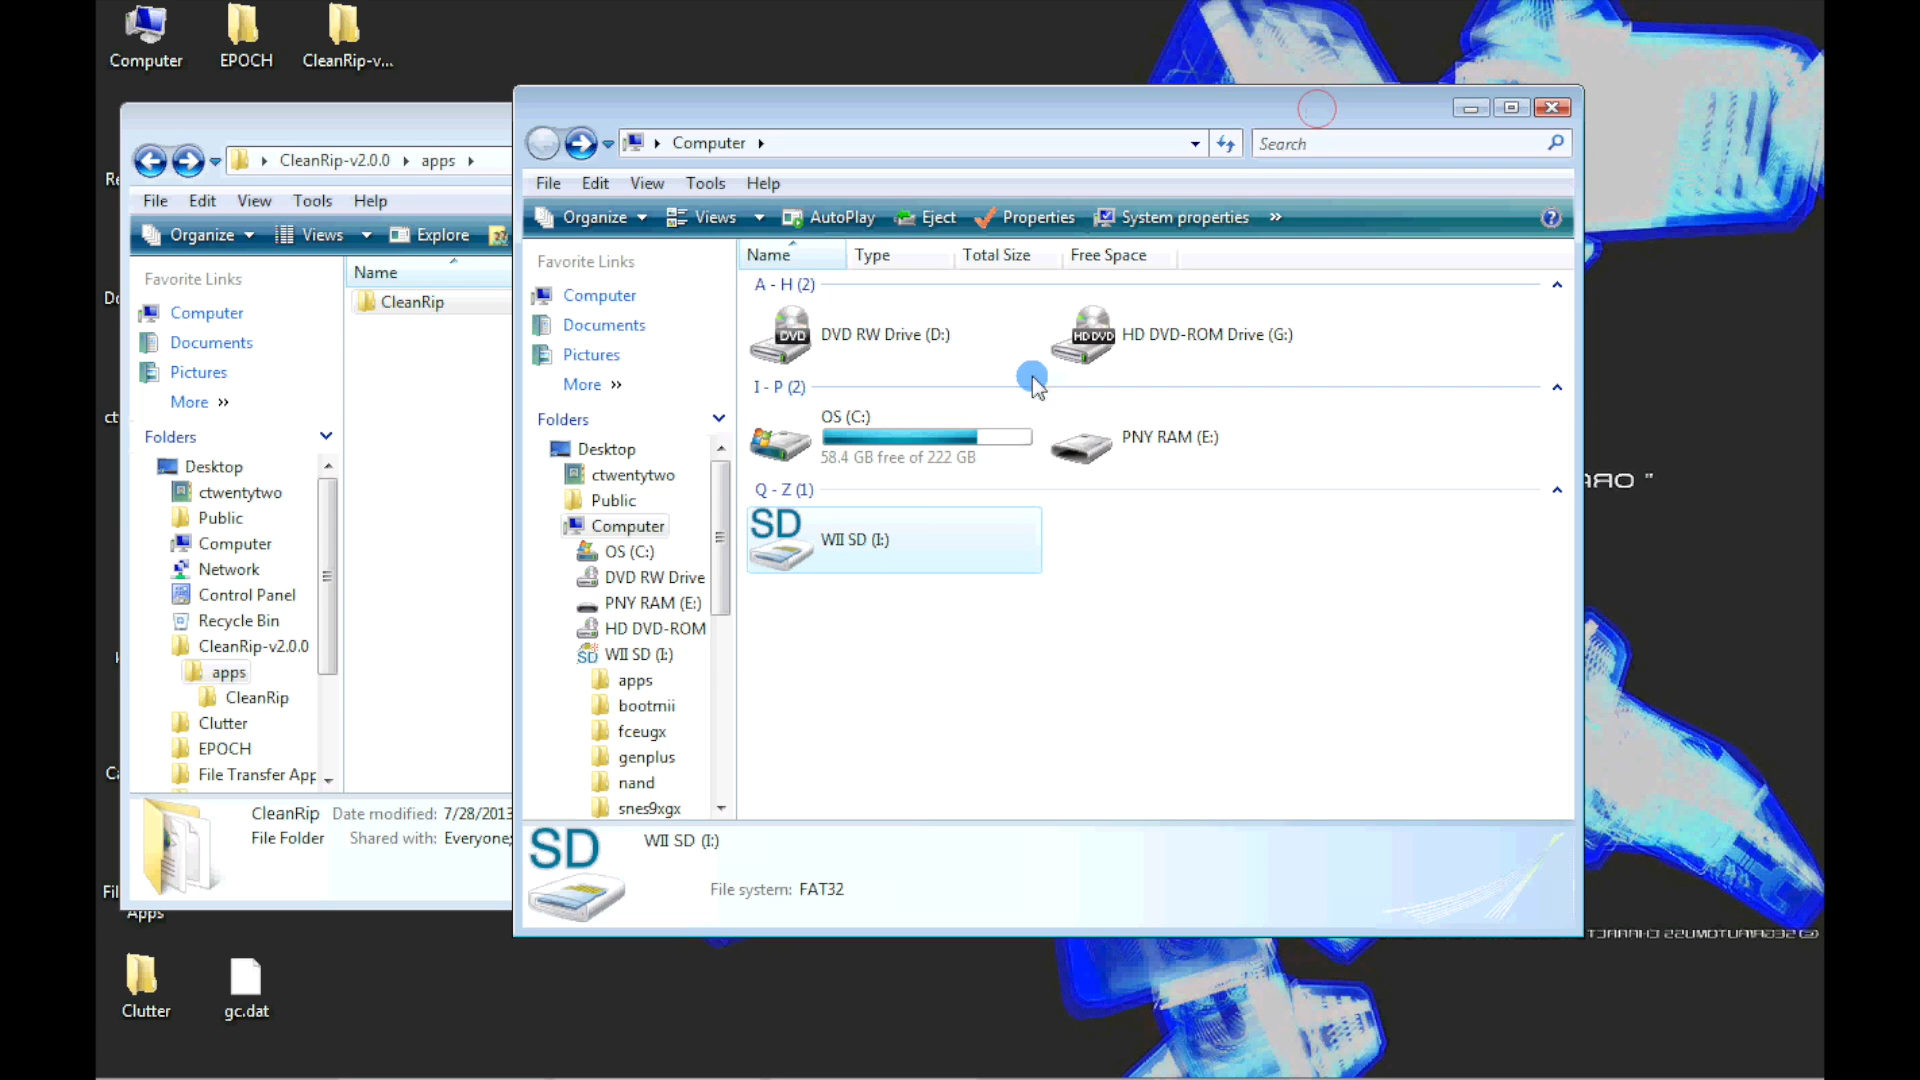 Computer
EPOCH
CleanRip-v...
CleanRip-v2.0.0
apps
File
Edit
View
Tools
Help
Organize
Views
Explore
Favorite Links
Computer
Documents
Pictures
More »
Folders
Desktop
ctwentytwo
Public
Computer
Network
Control Panel
Recycle Bin
CleanRip-v2.0.0
apps
CleanRip
Clutter
EPOCH
File Transfer App
Name
CleanRip
CleanRip Date modified: 7/28/2013
File Folder Shared with: Everyone;
Computer
Search
File
Edit
View
Tools
Help
Organize
Views
AutoPlay
Eject
Properties
System properties
»
Favorite Links
Computer
Documents
Pictures
More »
Folders
Desktop
ctwentytwo
Public
Computer
OS (C:)
DVD RW Drive
PNY RAM (E:)
HD DVD-ROM
WII SD (I:)
apps
bootmii
fceugx
genplus
nand
snes9xgx
Name
Type
Total Size
Free Space
A - H (2)
DVD
DVD RW Drive (D:)
HD DVD
HD DVD-ROM Drive (G:)
I - P (2)
OS (C:)
58.4 GB free of 222 GB
PNY RAM (E:)
Q - Z (1)
SD
WII SD (I:)
SD
WII SD (I:)
File system: FAT32
Apps
Clutter
gc.dat